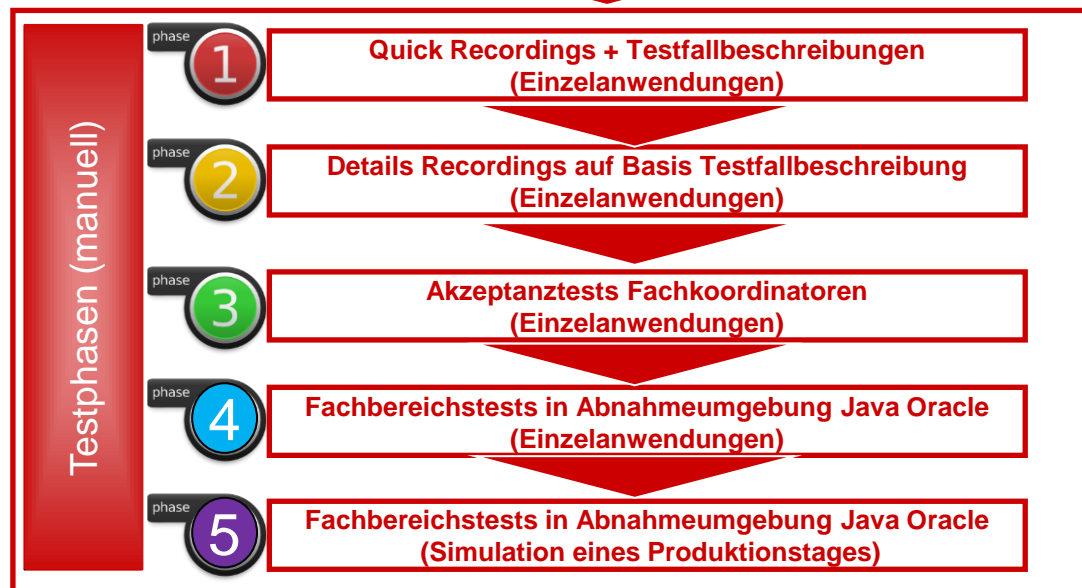 Testphasen (manuell)
phase
1
Quick Recordings + Testfallbeschreibungen
(Einzelanwendungen)
phase
2
Details Recordings auf Basis Testfallbeschreibung
(Einzelanwendungen)
phase
3
Akzeptanztests Fachkoordinatoren
(Einzelanwendungen)
phase
4
Fachbereichstests in Abnahmeumgebung Java Oracle
(Einzelanwendungen)
phase
5
Fachbereichstests in Abnahmeumgebung Java Oracle
(Simulation eines Produktionstages)